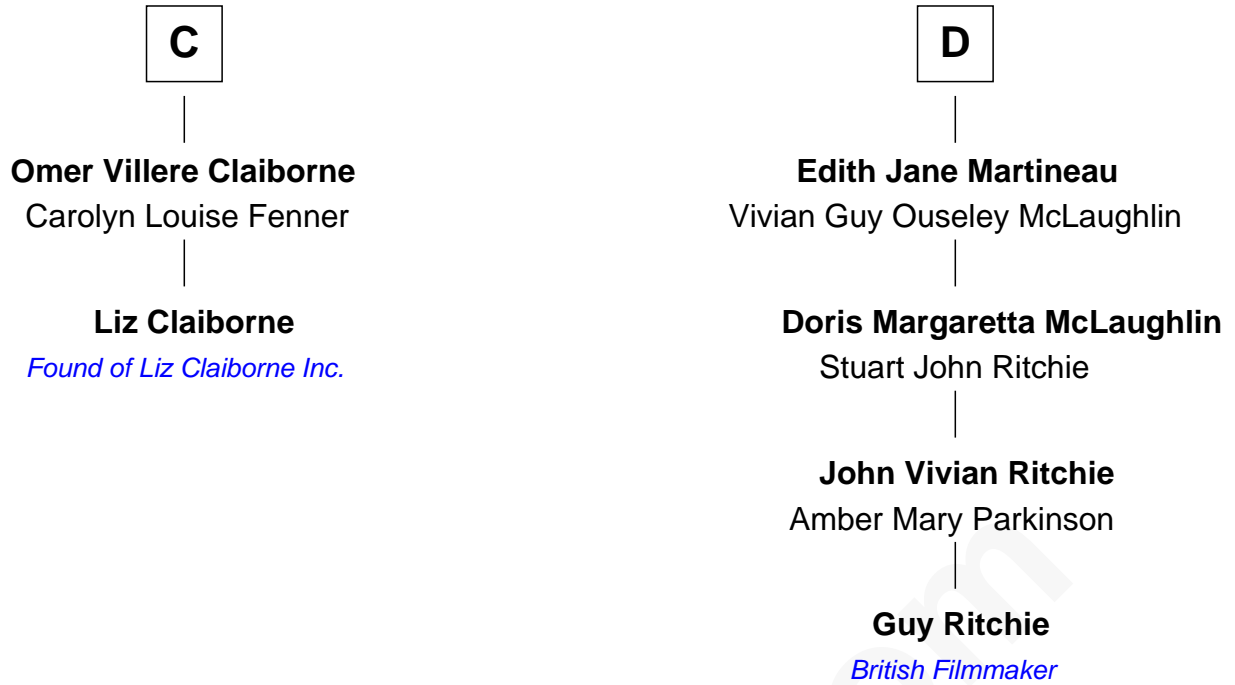 C
Omer Villere Claiborne
Carolyn Louise Fenner
Liz Claiborne
Found of Liz Claiborne Inc.
D
Edith Jane Martineau
Vivian Guy Ouseley McLaughlin
Doris Margaretta McLaughlin
Stuart John Ritchie
John Vivian Ritchie
Amber Mary Parkinson
Guy Ritchie
British Filmmaker